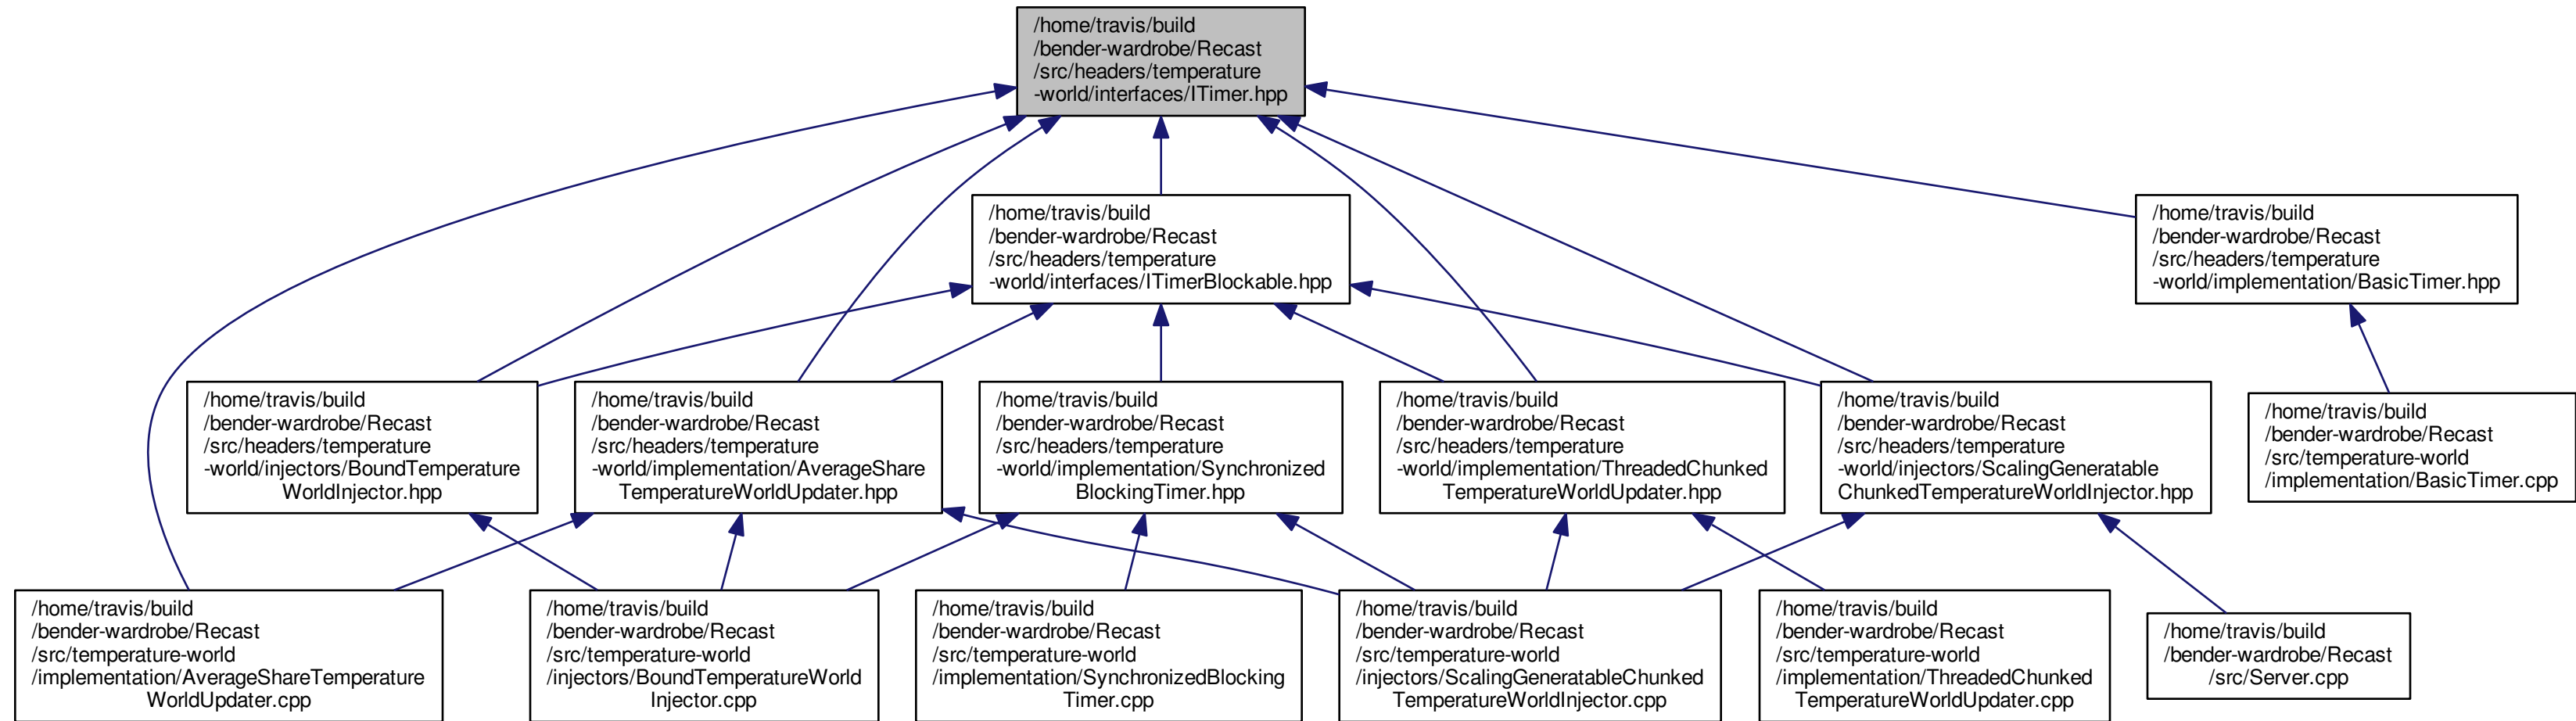 /home/travis/build
/bender-wardrobe/Recast
/src/headers/temperature
-world/interfaces/ITimer.hpp
/home/travis/build
/bender-wardrobe/Recast
/src/headers/temperature
-world/interfaces/ITimerBlockable.hpp
/home/travis/build
/bender-wardrobe/Recast
/src/headers/temperature
-world/implementation/BasicTimer.hpp
/home/travis/build
/bender-wardrobe/Recast
/src/headers/temperature
-world/injectors/BoundTemperature
WorldInjector.hpp
/home/travis/build
/bender-wardrobe/Recast
/src/headers/temperature
-world/implementation/AverageShare
TemperatureWorldUpdater.hpp
/home/travis/build
/bender-wardrobe/Recast
/src/headers/temperature
-world/implementation/Synchronized
BlockingTimer.hpp
/home/travis/build
/bender-wardrobe/Recast
/src/headers/temperature
-world/implementation/ThreadedChunked
TemperatureWorldUpdater.hpp
/home/travis/build
/bender-wardrobe/Recast
/src/headers/temperature
-world/injectors/ScalingGeneratable
ChunkedTemperatureWorldInjector.hpp
/home/travis/build
/bender-wardrobe/Recast
/src/temperature-world
/implementation/BasicTimer.cpp
/home/travis/build
/bender-wardrobe/Recast
/src/temperature-world
/implementation/AverageShareTemperature
WorldUpdater.cpp
/home/travis/build
/bender-wardrobe/Recast
/src/temperature-world
/injectors/BoundTemperatureWorld
Injector.cpp
/home/travis/build
/bender-wardrobe/Recast
/src/temperature-world
/implementation/SynchronizedBlocking
Timer.cpp
/home/travis/build
/bender-wardrobe/Recast
/src/temperature-world
/injectors/ScalingGeneratableChunked
TemperatureWorldInjector.cpp
/home/travis/build
/bender-wardrobe/Recast
/src/temperature-world
/implementation/ThreadedChunked
TemperatureWorldUpdater.cpp
/home/travis/build
/bender-wardrobe/Recast
/src/Server.cpp